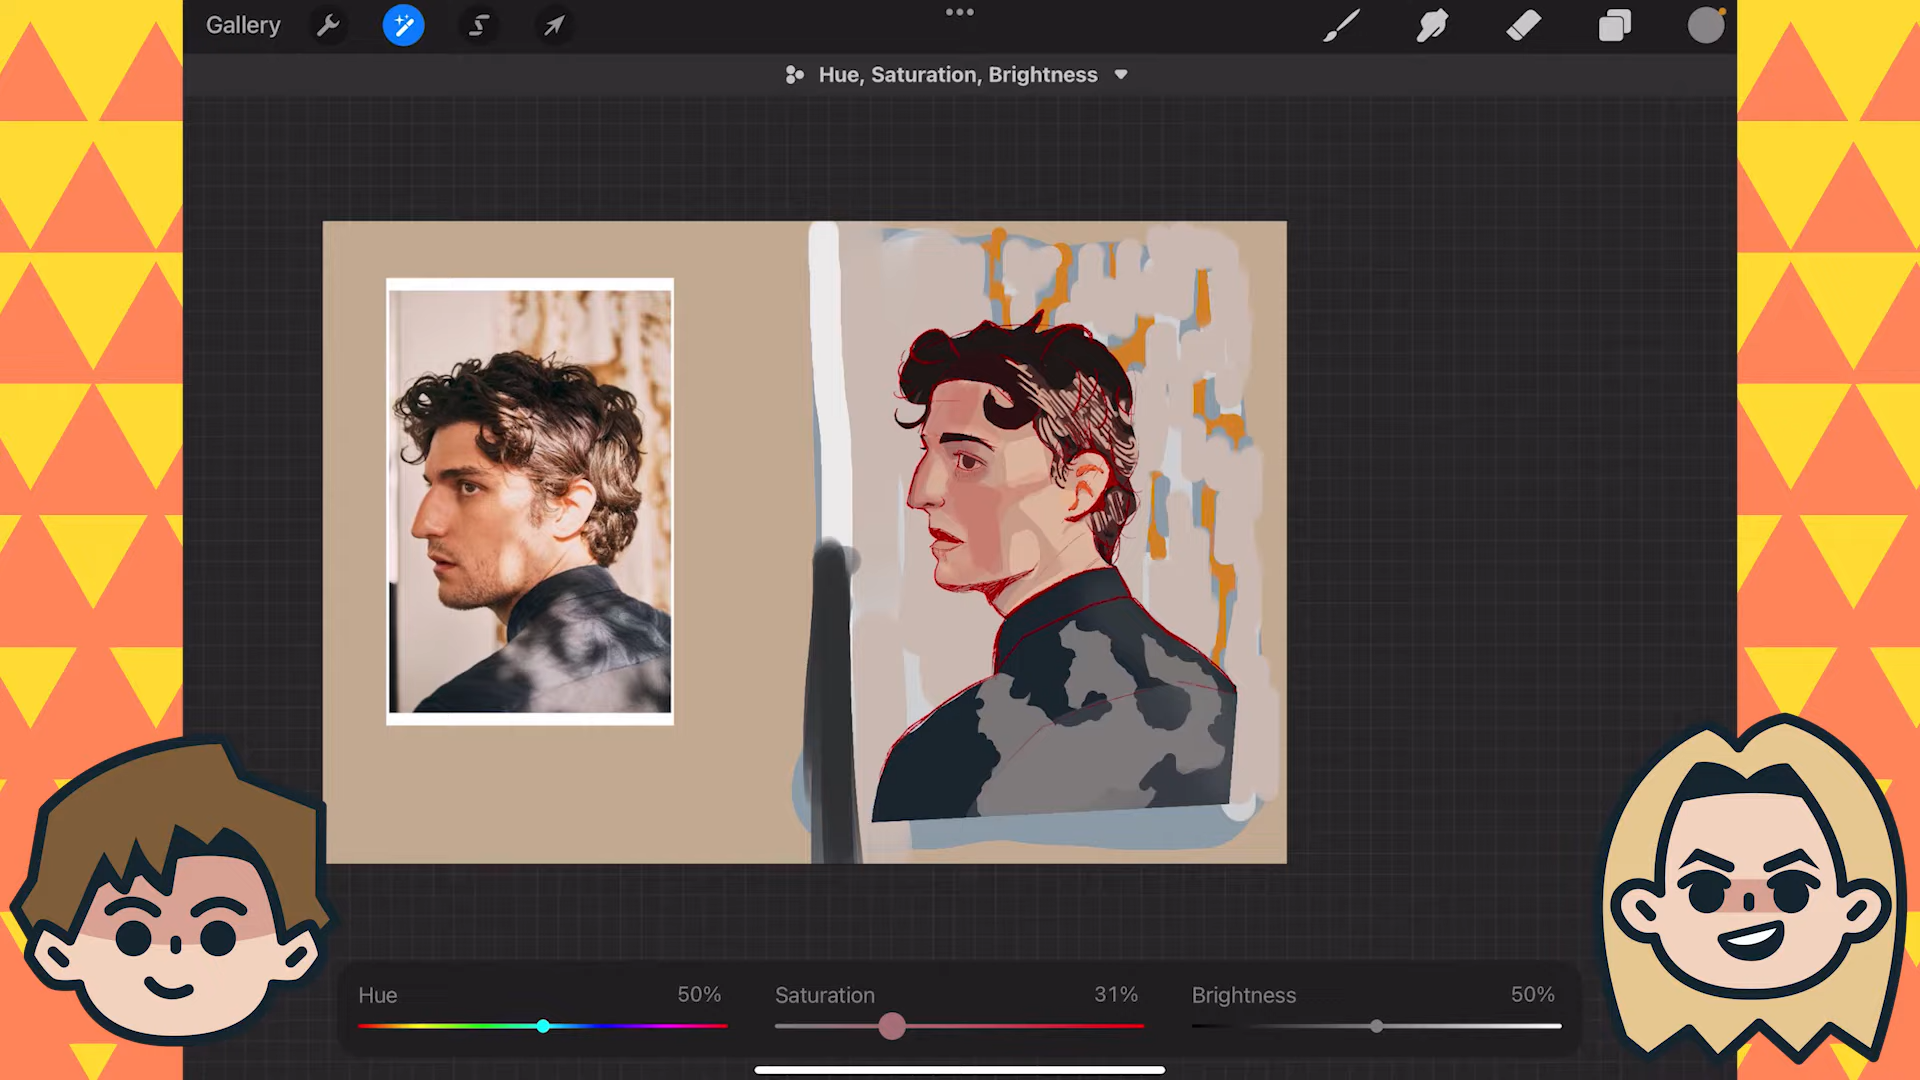 Gallery
Hue, Saturation, Brightness
Hue 50%
Saturation 31%
Brightness 50%